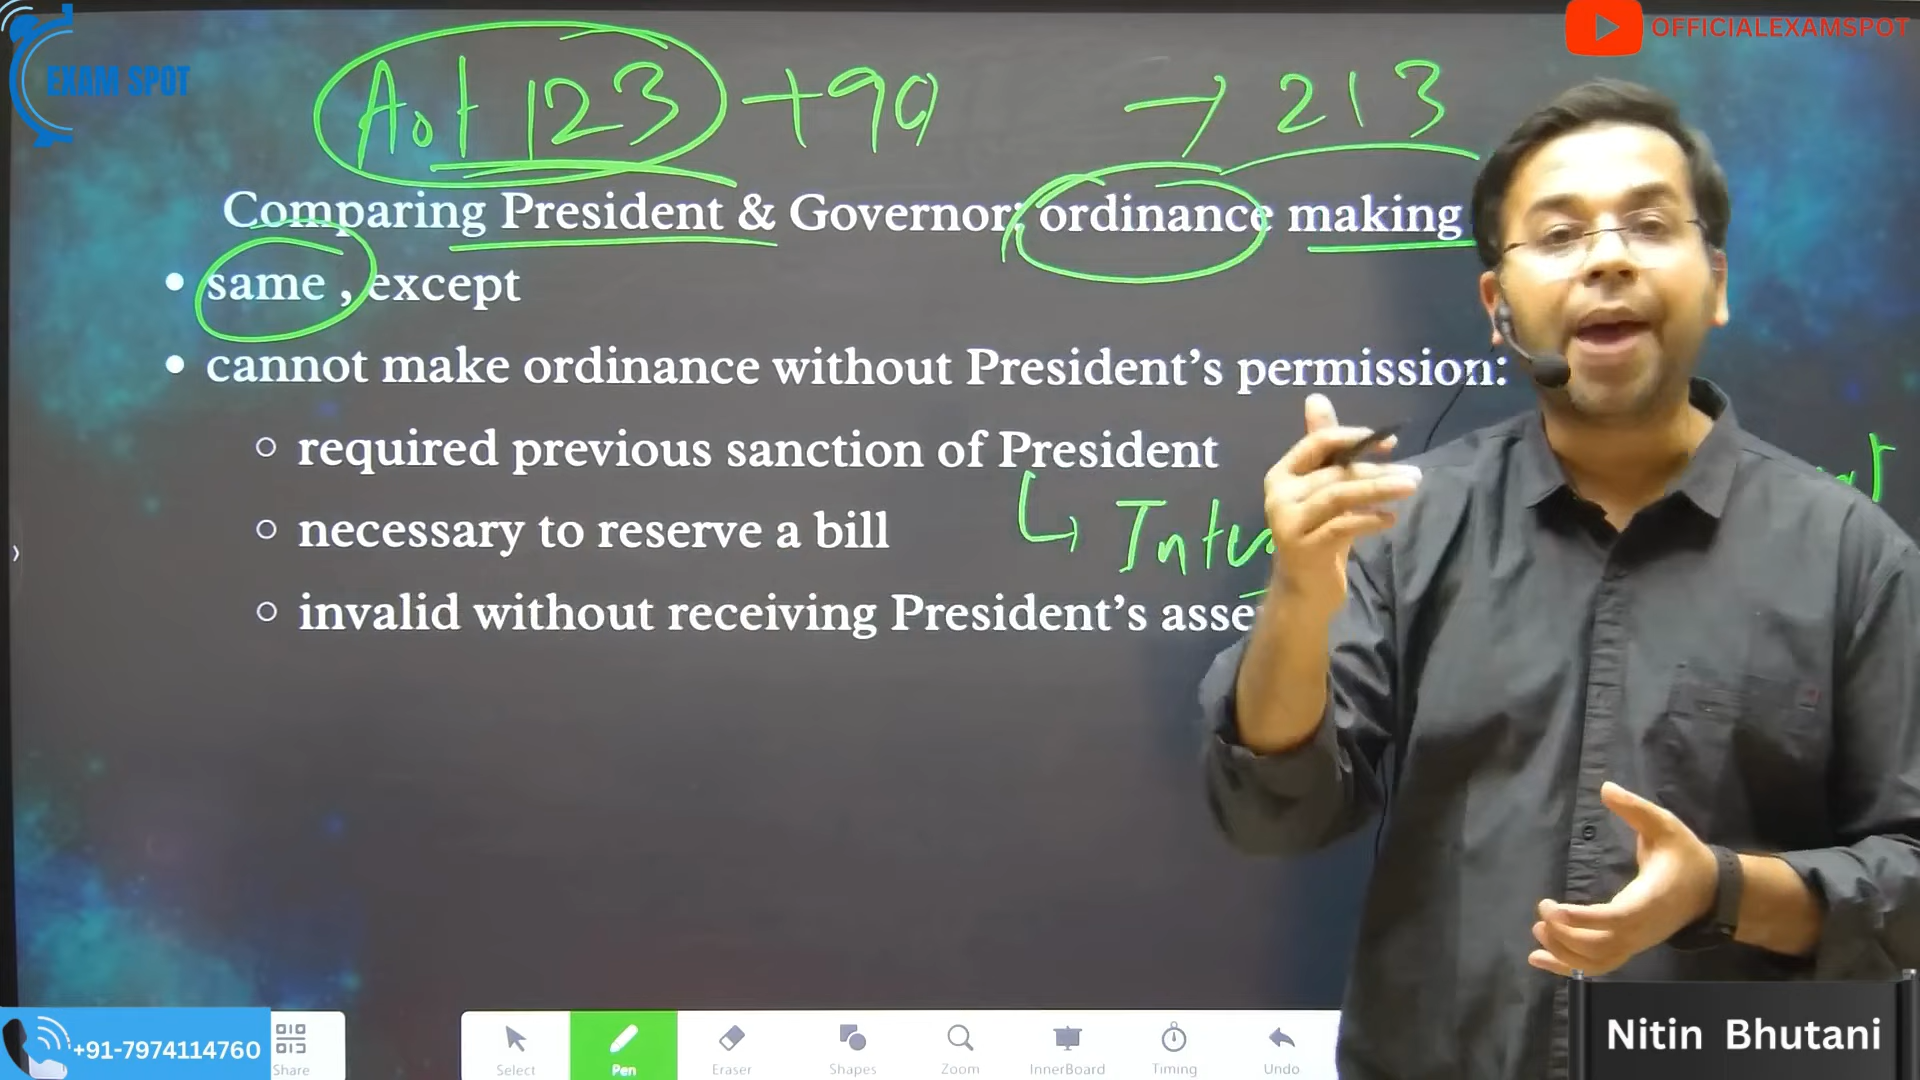 EXAM SPOT
OFFICIALEXAMSPOT
Art 123 +90 → 213
Comparing President & Governor: ordinance making
• same , except
• cannot make ordinance without President's permission:
○ required previous sanction of President
○ necessary to reserve a bill
○ invalid without receiving President's
+91-7974114760
Share
Select
Pen
Eraser
Shapes
Zoom
InnerBoard
Timing
Undo
Nitin Bhutani